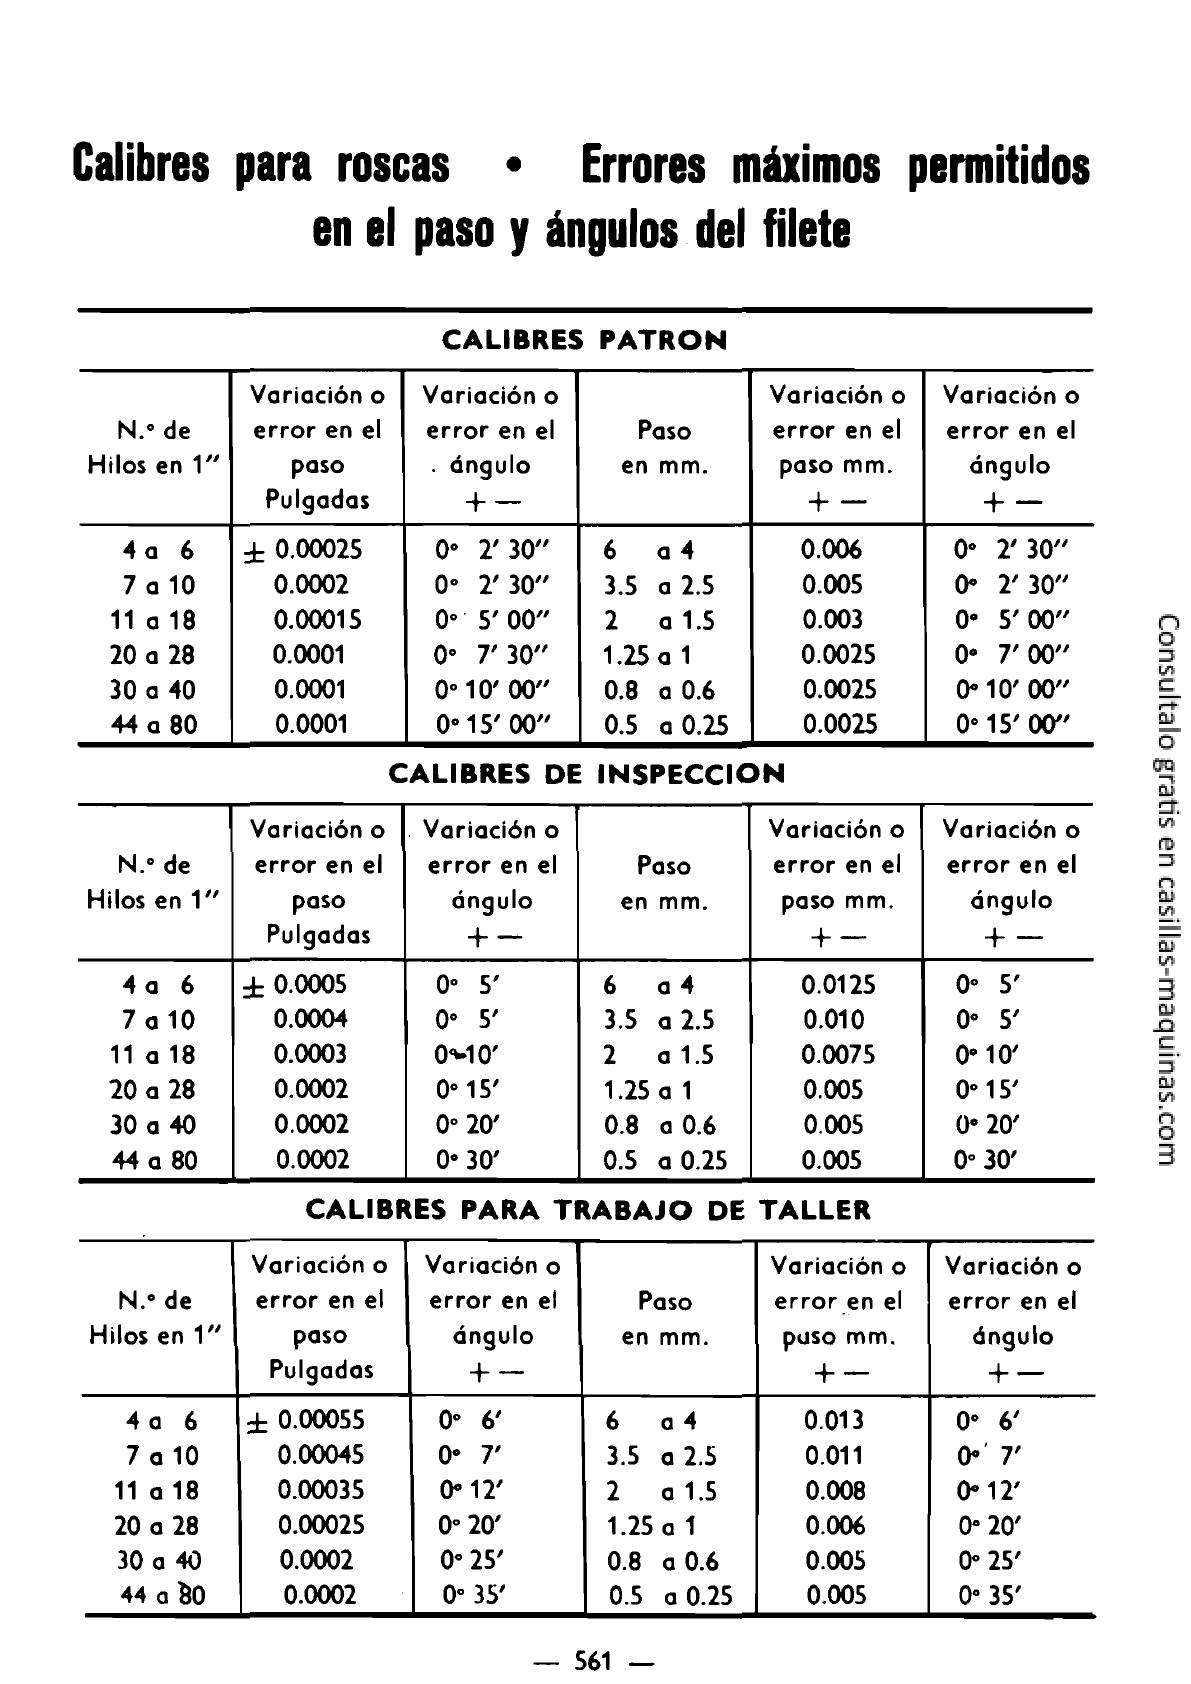 Calibres para roscas • Errores máximos permitidos
en el paso y ángulos del filete
CALIBRES PATRON
N.° de Hilos en 1" | Variación o error en el paso Pulgadas | Variación o error en el ángulo + — | Paso en mm. | Variación o error en el paso mm. + — | Variación o error en el ángulo + —
4 a 6 ± 0.00025 0° 2' 30" 6 a 4 0.006 0° 2' 30"
7 a 10 0.0002 0° 2' 30" 3.5 a 2.5 0.005 0° 2' 30"
11 a 18 0.00015 0° 5' 00" 2 a 1.5 0.003 0° 5' 00"
20 a 28 0.0001 0° 7' 30" 1.25 a 1 0.0025 0° 7' 00"
30 a 40 0.0001 0° 10' 00" 0.8 a 0.6 0.0025 0° 10' 00"
44 a 80 0.0001 0° 15' 00" 0.5 a 0.25 0.0025 0° 15' 00"
CALIBRES DE INSPECCION
N.° de Hilos en 1" | Variación o error en el paso Pulgadas | Variación o error en el ángulo + — | Paso en mm. | Variación o error en el paso mm. + — | Variación o error en el ángulo + —
4 a 6 ± 0.0005 0° 5' 6 a 4 0.0125 0° 5'
7 a 10 0.0004 0° 5' 3.5 a 2.5 0.010 0° 5'
11 a 18 0.0003 0° 10' 2 a 1.5 0.0075 0° 10'
20 a 28 0.0002 0° 15' 1.25 a 1 0.005 0° 15'
30 a 40 0.0002 0° 20' 0.8 a 0.6 0.005 0° 20'
44 a 80 0.0002 0° 30' 0.5 a 0.25 0.005 0° 30'
CALIBRES PARA TRABAJO DE TALLER
N.° de Hilos en 1" | Variación o error en el paso Pulgadas | Variación o error en el ángulo + — | Paso en mm. | Variación o error en el paso mm. + — | Variación o error en el ángulo + —
4 a 6 ± 0.00055 0° 6' 6 a 4 0.013 0° 6'
7 a 10 0.00045 0° 7' 3.5 a 2.5 0.011 0° 7'
11 a 18 0.00035 0° 12' 2 a 1.5 0.008 0° 12'
20 a 28 0.00025 0° 20' 1.25 a 1 0.006 0° 20'
30 a 40 0.0002 0° 25' 0.8 a 0.6 0.005 0° 25'
44 a 80 0.0002 0° 35' 0.5 a 0.25 0.005 0° 35'
— 561 —
Consultalo gratis en casillas-maquinas.com